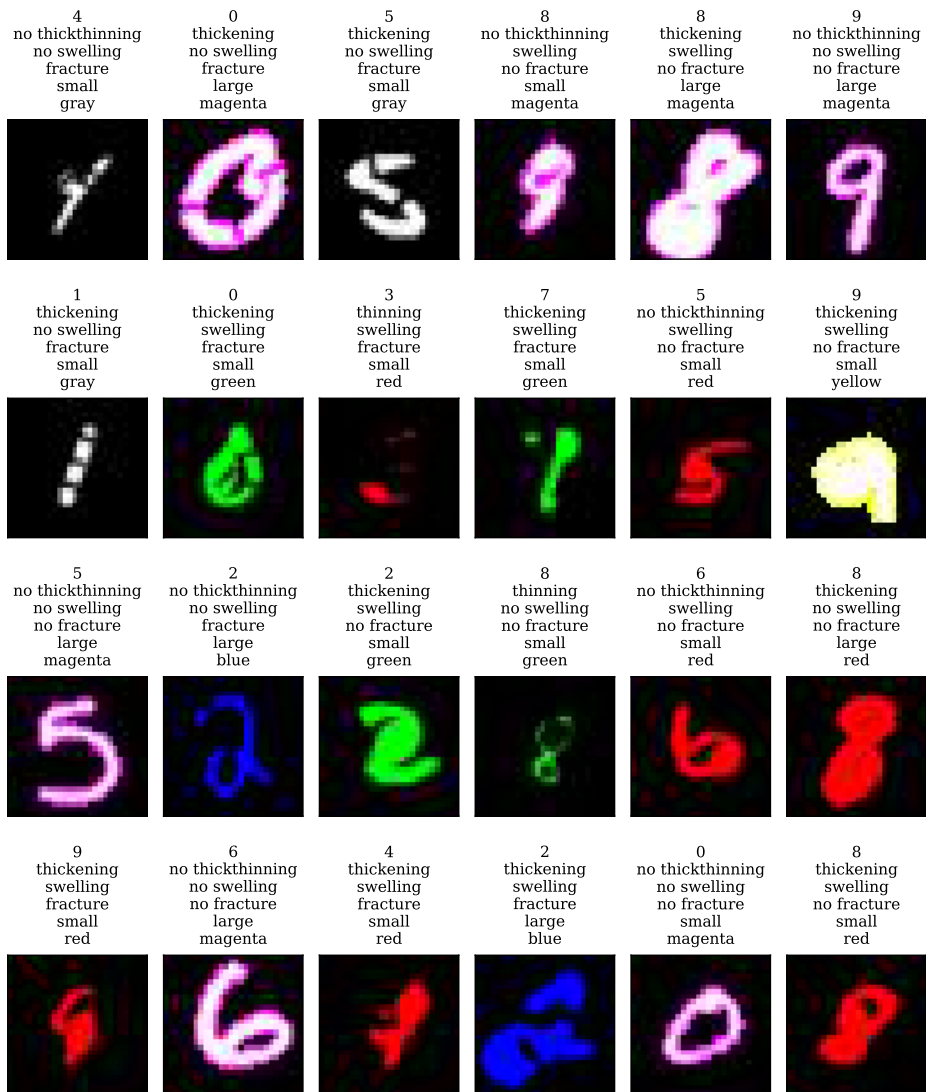 4
no thickthinning
no swelling
fracture
small
gray
0
thickening
no swelling
fracture
large
magenta
5
thickening
no swelling
fracture
small
gray
8
no thickthinning
swelling
no fracture
small
magenta
8
thickening
swelling
no fracture
large
magenta
9
no thickthinning
no swelling
no fracture
large
magenta
1
thickening
no swelling
fracture
small
gray
0
thickening
swelling
fracture
small
green
3
thinning
swelling
fracture
small
red
7
thickening
swelling
fracture
small
green
5
no thickthinning
swelling
no fracture
small
red
9
thickening
swelling
no fracture
small
yellow
5
no thickthinning
no swelling
no fracture
large
magenta
2
no thickthinning
no swelling
fracture
large
blue
2
thickening
swelling
no fracture
small
green
8
thinning
no swelling
no fracture
small
green
6
no thickthinning
swelling
no fracture
small
red
8
thickening
no swelling
no fracture
large
red
9
thickening
swelling
fracture
small
red
6
no thickthinning
no swelling
no fracture
large
magenta
4
thickening
swelling
fracture
small
red
2
thickening
swelling
fracture
large
blue
0
no thickthinning
no swelling
no fracture
small
magenta
8
thickening
swelling
no fracture
small
red